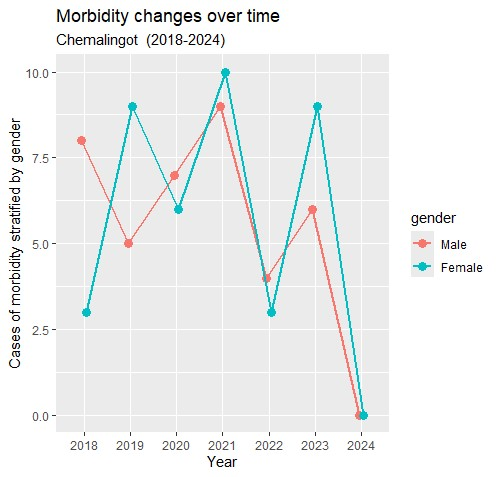 Morbidity changes over time
Chemalingot (2018-2024)
Cases of morbidity stratified by gender
10.0
7.5
5.0
2.5
0.0
2018 2019 2020 2021 2022 2023 2024
Year
gender
Male
Female